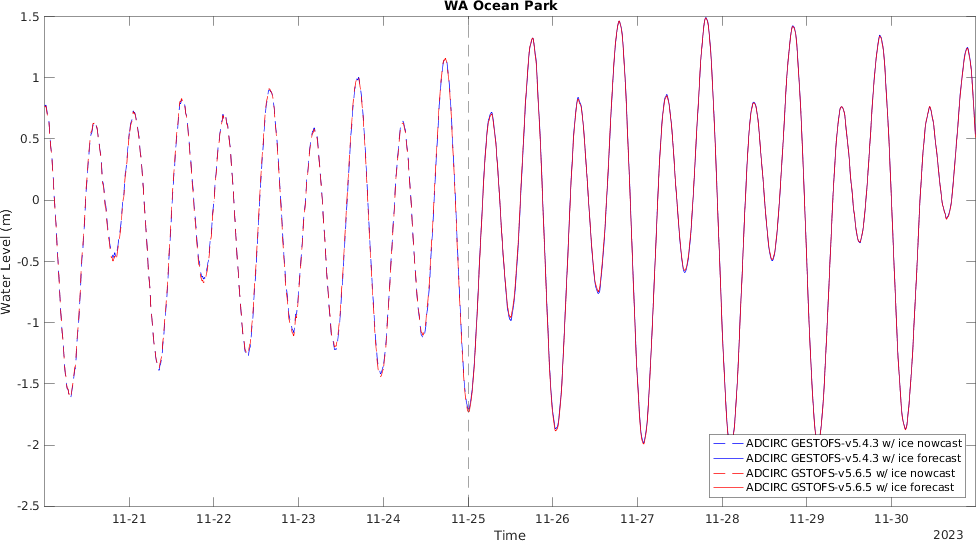 WA Ocean Park
1.5
1
0.5
0
-0.5
-1
-1.5
-2
-2.5
Water Level (m)
ADCIRC GESTOFS-v5.4.3 w/ ice nowcast
ADCIRC GESTOFS-v5.4.3 w/ ice forecast
ADCIRC GSTOFS-v5.6.5 w/ ice nowcast
ADCIRC GSTOFS-v5.6.5 w/ ice forecast
11-21 11-22 11-23 11-24 11-25 11-26 11-27 11-28 11-29 11-30
Time
2023